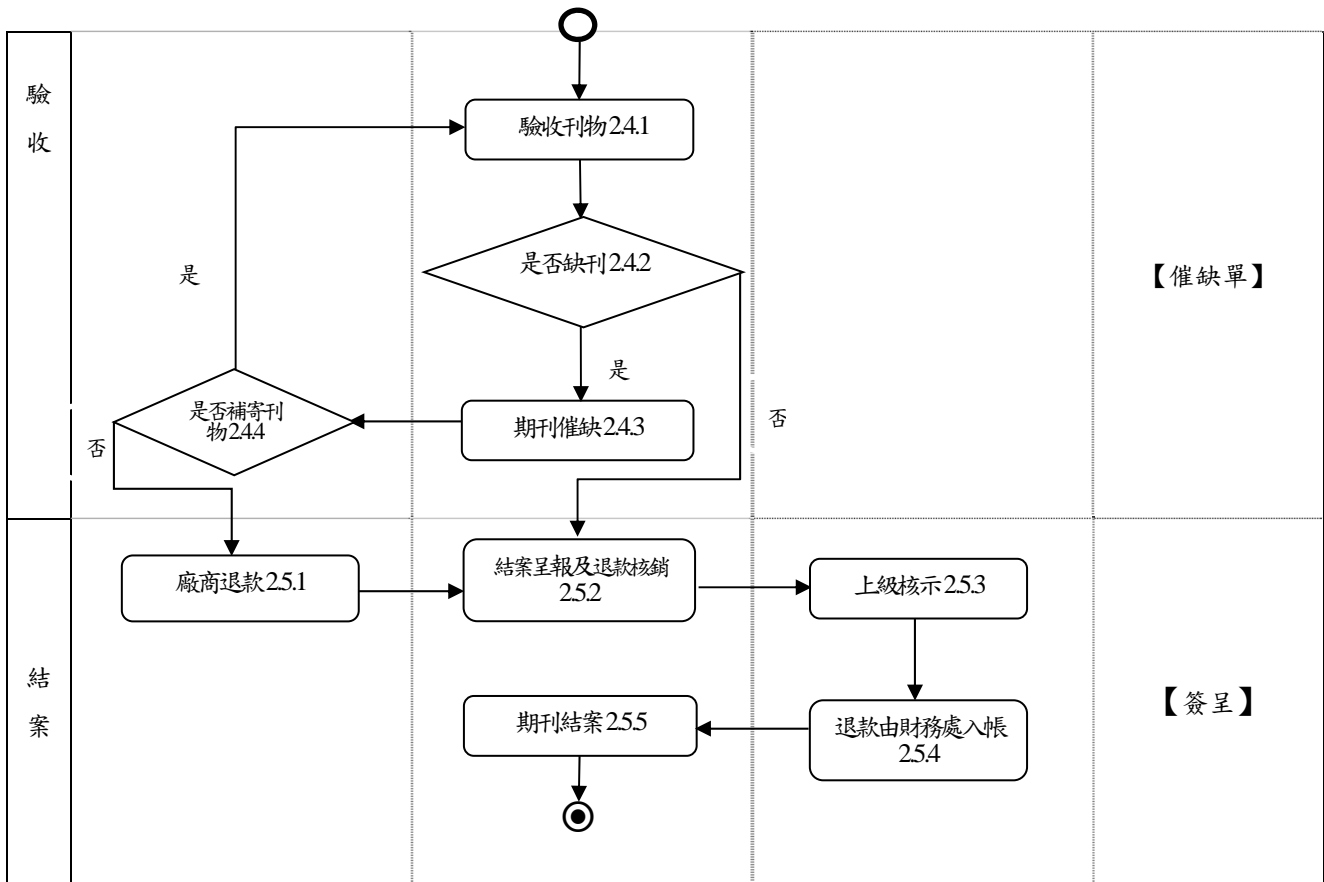 驗
收
驗收刊物2.4.1
是否缺刊2.4.2
是
【催缺單】
是
是否補寄刊
物2.4.4
期刊催缺2.4.3
否
否
結
案
廠商退款2.5.1
結案呈報及退款核銷
2.5.2
上級核示2.5.3
期刊結案2.5.5
退款由財務處入帳
2.5.4
【簽呈】